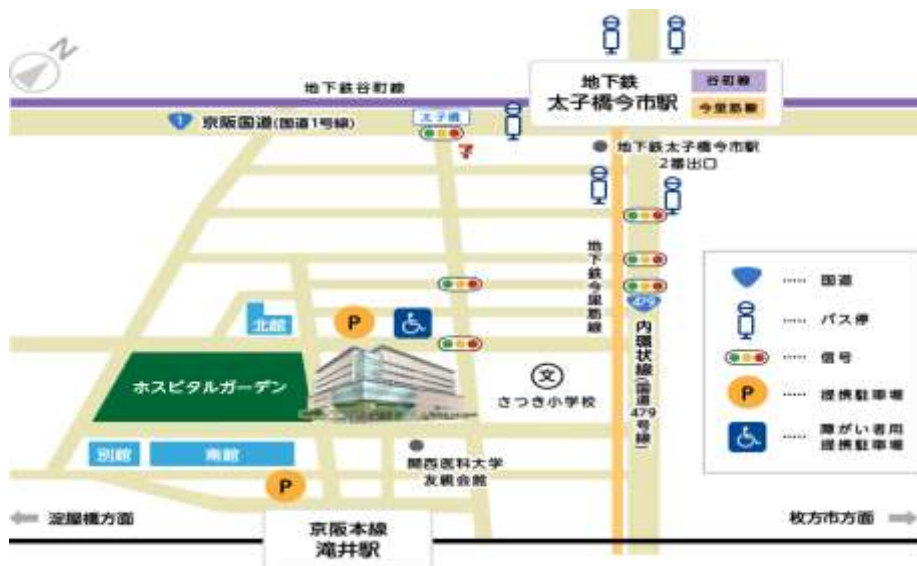 N
地下鉄谷町線
地下鉄
太子橋今市駅
谷町線
今里筋線
1
京阪国道(国道1号線)
太子橋
地下鉄太子橋今市駅
2番出口
地下鉄今里筋線
479
内環状線(国道479号線)
北館
P
ホスピタルガーデン
文
さつき小学校
別館
南館
P
関西医科大学
友親会館
国道
バス停
信号
P
提携駐車場
障がい者用
提携駐車場
淀屋橋方面
京阪本線
滝井駅
枚方市方面